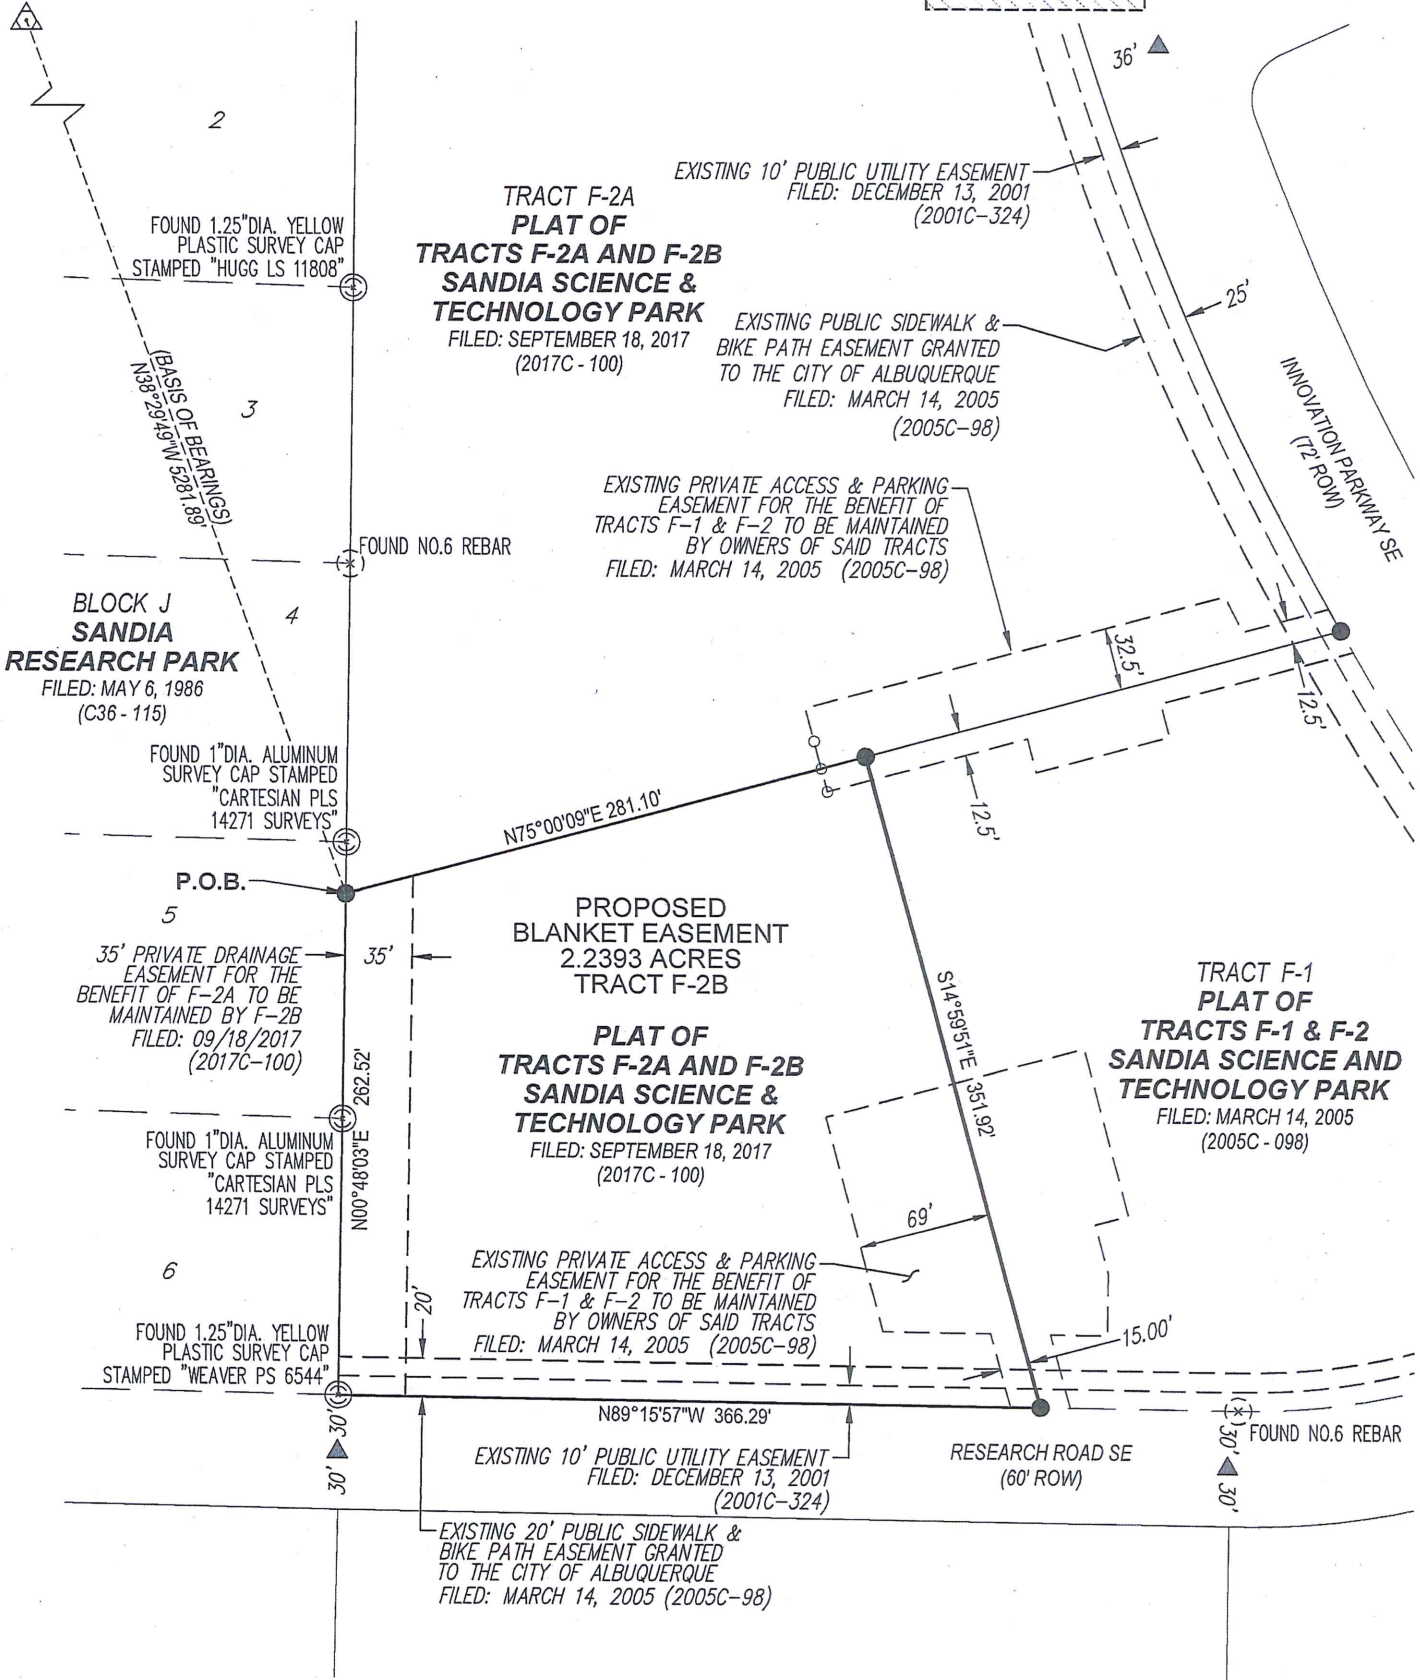 1
2
36'
EXISTING 10' PUBLIC UTILITY EASEMENT
FILED: DECEMBER 13, 2001
(2001C-324)
TRACT F-2A
PLAT OF
TRACTS F-2A AND F-2B
SANDIA SCIENCE &
TECHNOLOGY PARK
FILED: SEPTEMBER 18, 2017
(2017C - 100)
FOUND 1.25"DIA. YELLOW
PLASTIC SURVEY CAP
STAMPED "HUGG LS 11808"
25'
EXISTING PUBLIC SIDEWALK &
BIKE PATH EASEMENT GRANTED
TO THE CITY OF ALBUQUERQUE
FILED: MARCH 14, 2005
(2005C-98)
INNOVATION PARKWAY SE
(72' ROW)
(BASIS OF BEARINGS)
N38°29'49"W 5281.89'
3
EXISTING PRIVATE ACCESS & PARKING
EASEMENT FOR THE BENEFIT OF
TRACTS F-1 & F-2 TO BE MAINTAINED
BY OWNERS OF SAID TRACTS
FILED: MARCH 14, 2005 (2005C-98)
FOUND NO.6 REBAR
4
BLOCK J
SANDIA
RESEARCH PARK
FILED: MAY 6, 1986
(C36 - 115)
32.5'
12.5'
12.5'
FOUND 1"DIA. ALUMINUM
SURVEY CAP STAMPED
"CARTESIAN PLS
14271 SURVEYS"
N75°00'09"E 281.10'
P.O.B.
5
35' PRIVATE DRAINAGE
EASEMENT FOR THE
BENEFIT OF F-2A TO BE
MAINTAINED BY F-2B
FILED: 09/18/2017
(2017C-100)
35'
PROPOSED
BLANKET EASEMENT
2.2393 ACRES
TRACT F-2B
PLAT OF
TRACTS F-2A AND F-2B
SANDIA SCIENCE &
TECHNOLOGY PARK
FILED: SEPTEMBER 18, 2017
(2017C - 100)
S14°59'51"E 351.92'
TRACT F-1
PLAT OF
TRACTS F-1 & F-2
SANDIA SCIENCE AND
TECHNOLOGY PARK
FILED: MARCH 14, 2005
(2005C - 098)
N00°48'03"E 262.52'
FOUND 1"DIA. ALUMINUM
SURVEY CAP STAMPED
"CARTESIAN PLS
14271 SURVEYS"
69'
6
EXISTING PRIVATE ACCESS & PARKING
EASEMENT FOR THE BENEFIT OF
TRACTS F-1 & F-2 TO BE MAINTAINED
BY OWNERS OF SAID TRACTS
FILED: MARCH 14, 2005 (2005C-98)
20'
15.00'
FOUND 1.25"DIA. YELLOW
PLASTIC SURVEY CAP
STAMPED "WEAVER PS 6544"
N89°15'57"W 366.29'
30'
30'
EXISTING 10' PUBLIC UTILITY EASEMENT
FILED: DECEMBER 13, 2001
(2001C-324)
RESEARCH ROAD SE
(60' ROW)
FOUND NO.6 REBAR
30'
30'
EXISTING 20' PUBLIC SIDEWALK &
BIKE PATH EASEMENT GRANTED
TO THE CITY OF ALBUQUERQUE
FILED: MARCH 14, 2005 (2005C-98)